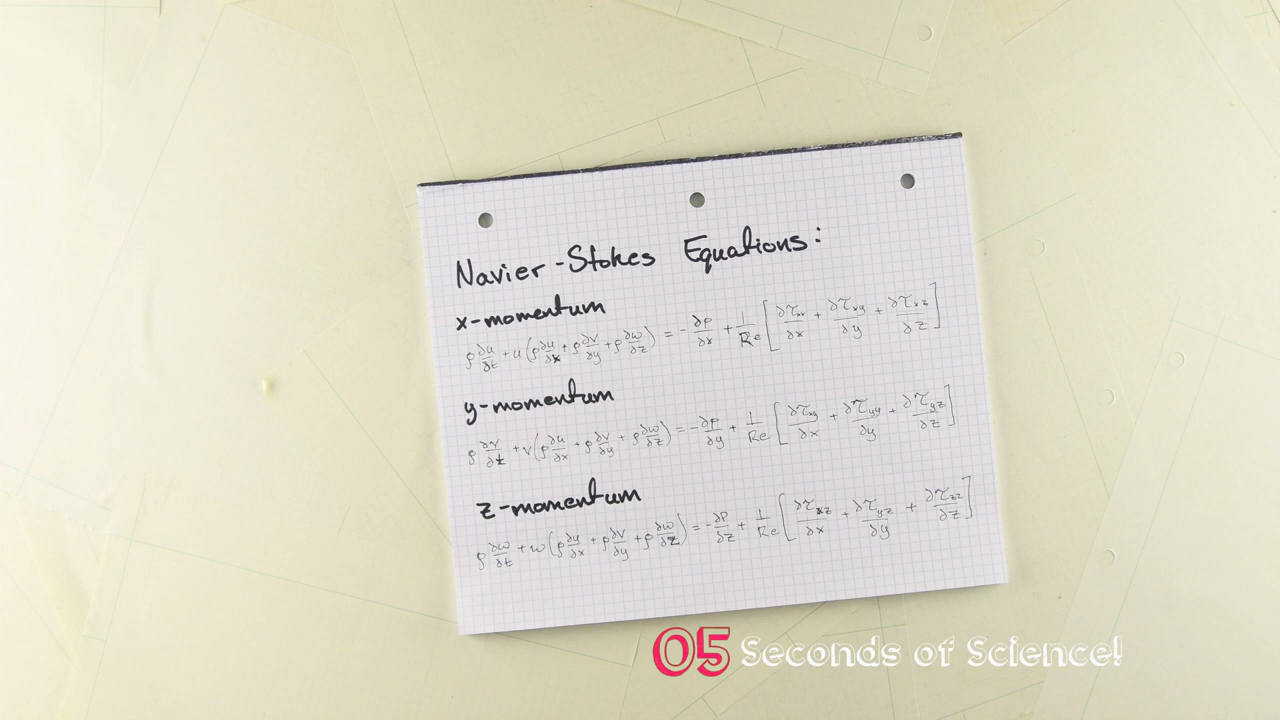 Navier-Stokes Equations:
x-momentum
ρ ∂u/∂t + u(ρ ∂u/∂x + ρ ∂v/∂y + ρ ∂w/∂z) = -∂p/∂x + 1/Re [∂τxx/∂x + ∂τxy/∂y + ∂τxz/∂z]
y-momentum
ρ ∂v/∂t + v(ρ ∂u/∂x + ρ ∂v/∂y + ρ ∂w/∂z) = -∂p/∂y + 1/Re [∂τxy/∂x + ∂τyy/∂y + ∂τyz/∂z]
z-momentum
ρ ∂w/∂t + w(ρ ∂u/∂x + ρ ∂v/∂y + ρ ∂w/∂z) = -∂p/∂z + 1/Re [∂τxz/∂x + ∂τyz/∂y + ∂τzz/∂z]
05 Seconds of Science!